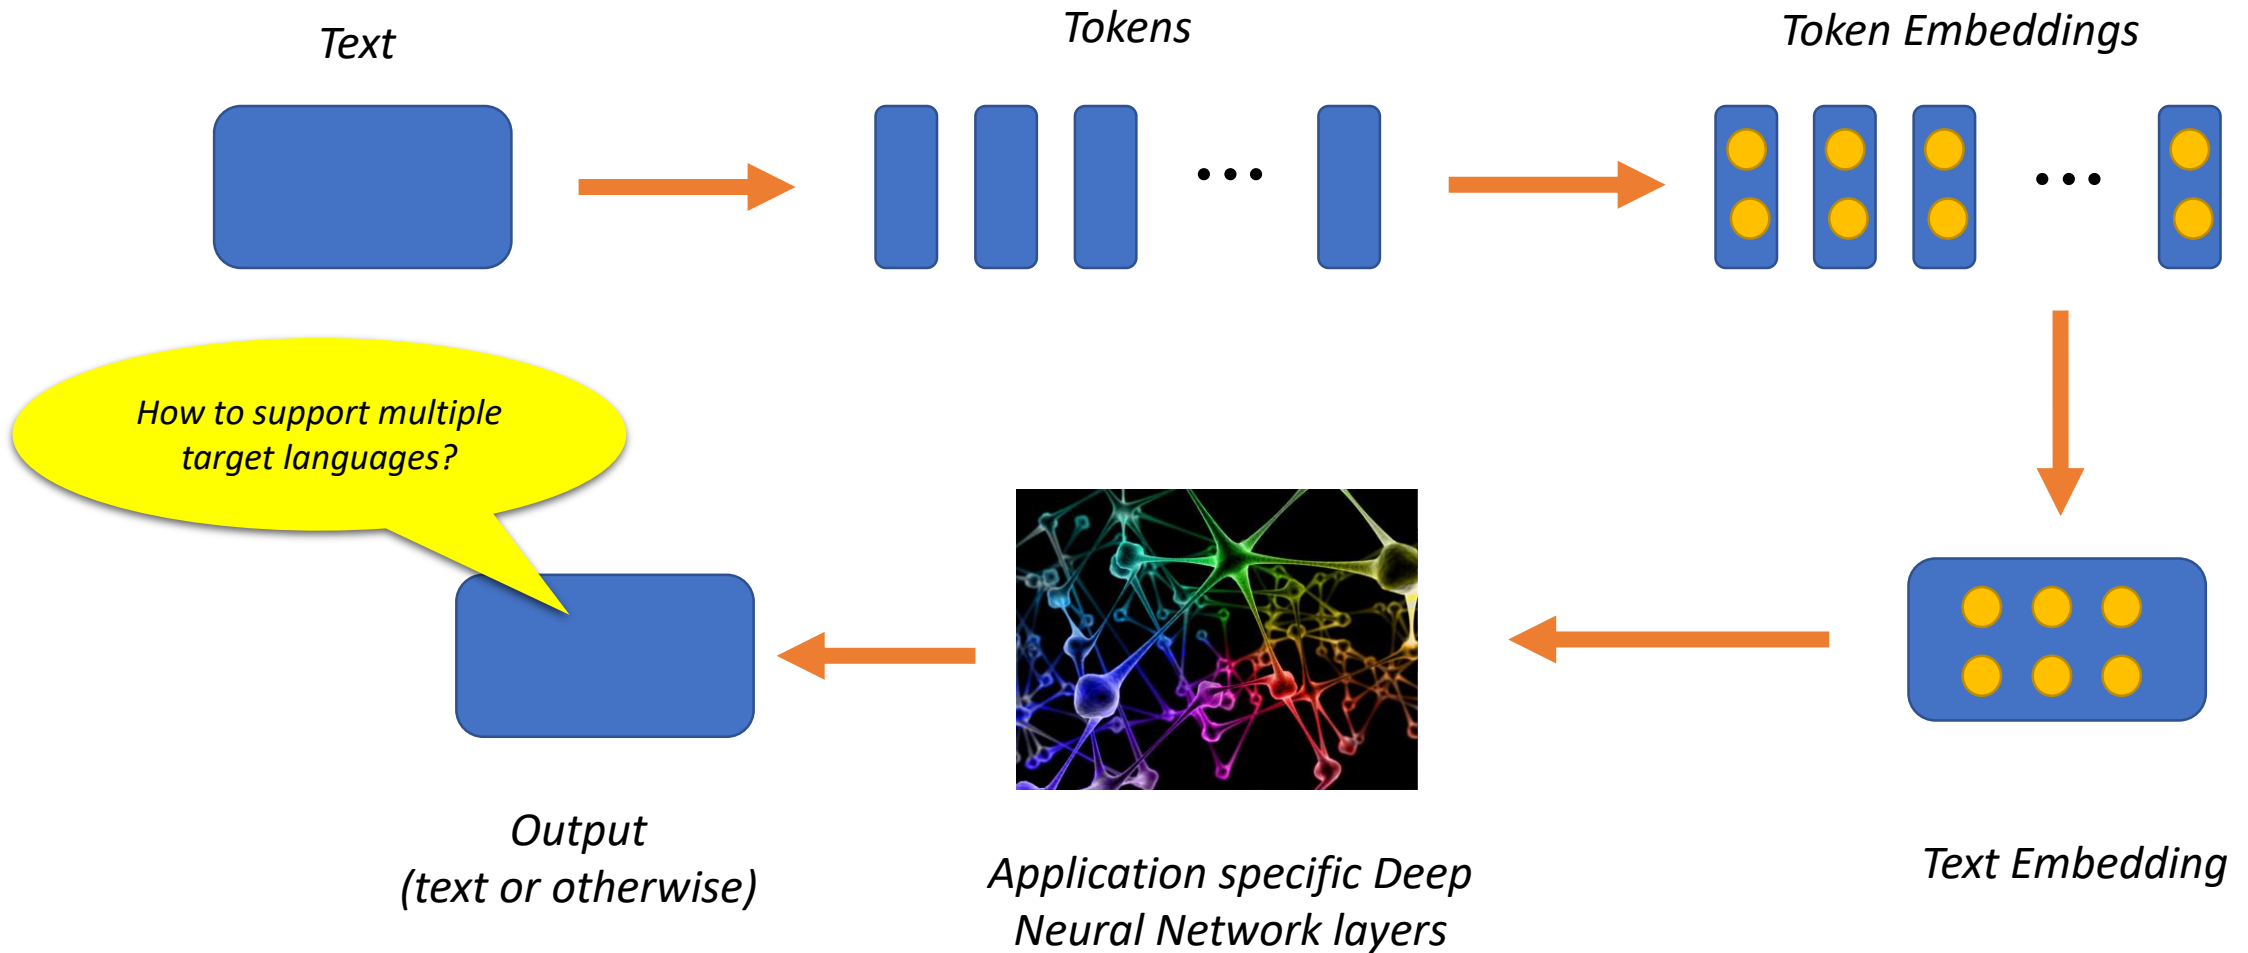 Text
Tokens
Token Embeddings
How to support multiple
target languages?
Output
(text or otherwise)
Application specific Deep
Neural Network layers
Text Embedding